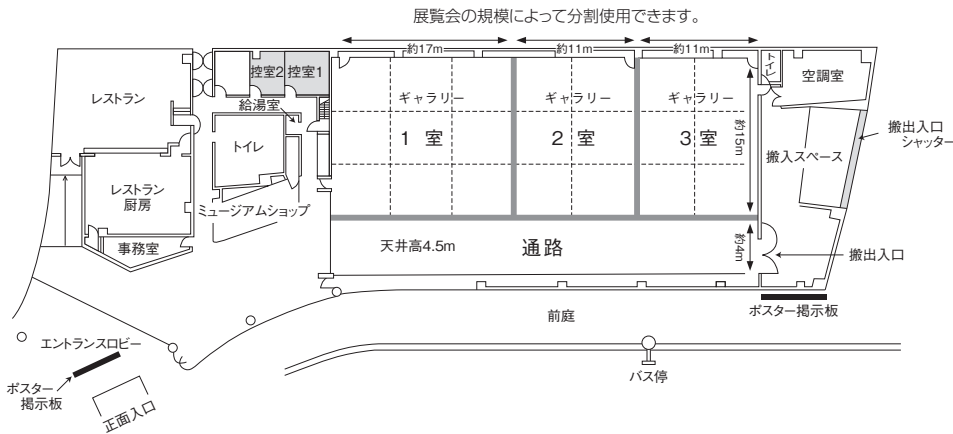 展覧会の規模によって分割使用できます。
約17m
約11m
約11m
レストラン
控室2
控室1
給湯室
トイレ
ギャラリー
1 室
ギャラリー
2 室
ギャラリー
3 室
約15m
トイレ
空調室
搬入スペース
搬出入口
シャッター
レストラン
厨房
ミュージアムショップ
事務室
天井高4.5m
通路
約4m
搬出入口
ポスター掲示板
前庭
バス停
エントランスロビー
ポスター
掲示板
正面入口